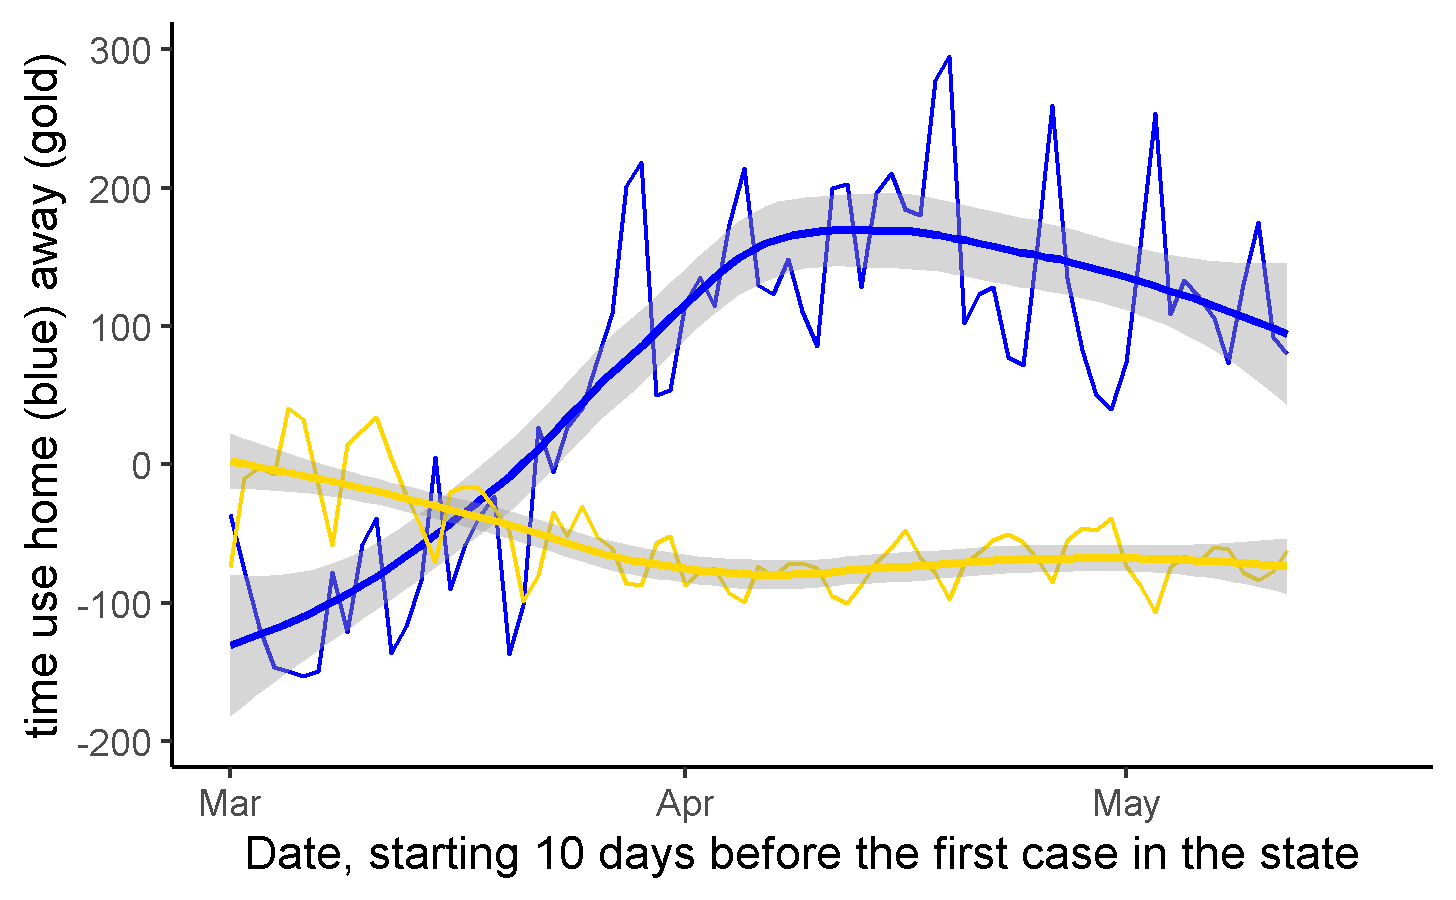 time use home (blue) away (gold)
300
200
100
0
-100
-200
Mar
Apr
May
Date, starting 10 days before the first case in the state